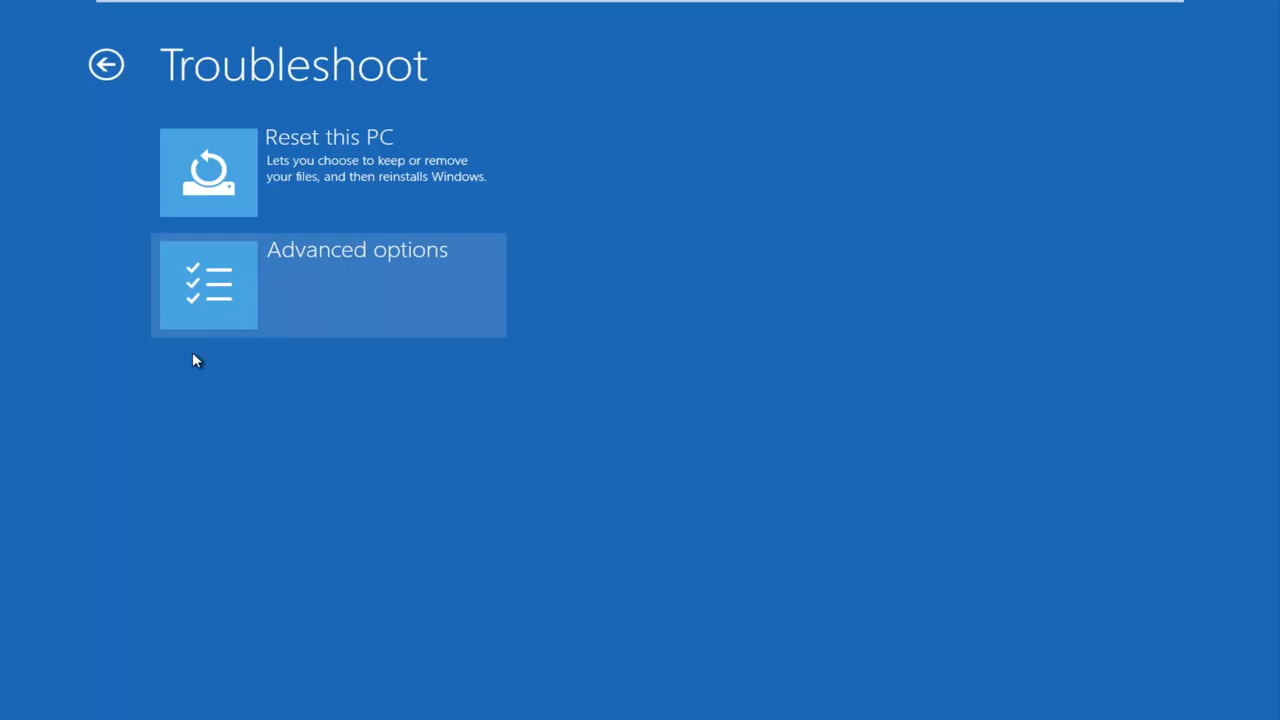 Troubleshoot
Reset this PC
Lets you choose to keep or remove
your files, and then reinstalls Windows.
Advanced options